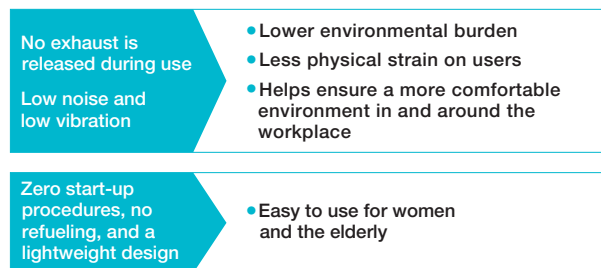 No exhaust is
released during use
Low noise and
low vibration
• Lower environmental burden
• Less physical strain on users
• Helps ensure a more comfortable
environment in and around the
workplace
Zero start-up
procedures, no
refueling, and a
lightweight design
• Easy to use for women
and the elderly